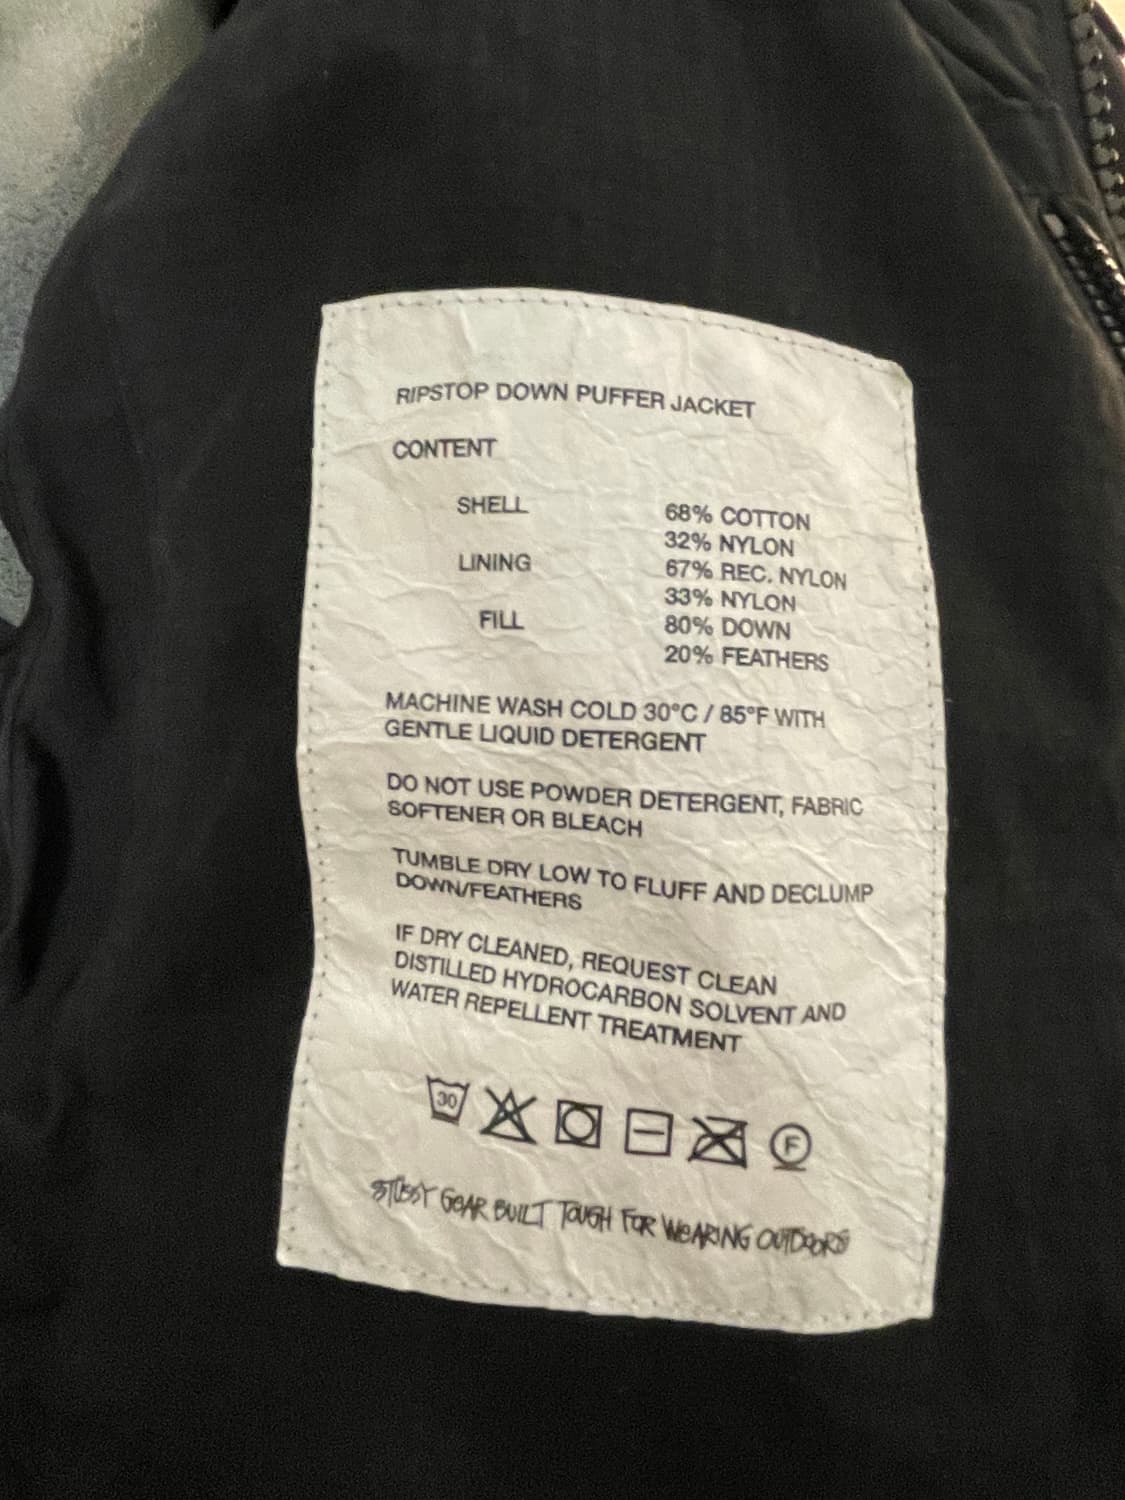 RIPSTOP DOWN PUFFER JACKET
CONTENT
SHELL 68% COTTON
32% NYLON
LINING 67% REC. NYLON
33% NYLON
FILL 80% DOWN
20% FEATHERS
MACHINE WASH COLD 30°C / 85°F WITH
GENTLE LIQUID DETERGENT
DO NOT USE POWDER DETERGENT, FABRIC
SOFTENER OR BLEACH
TUMBLE DRY LOW TO FLUFF AND DECLUMP
DOWN/FEATHERS
IF DRY CLEANED, REQUEST CLEAN
DISTILLED HYDROCARBON SOLVENT AND
WATER REPELLENT TREATMENT
30 F
STÜSSY GEAR BUILT TOUGH FOR WEARING OUTDOORS